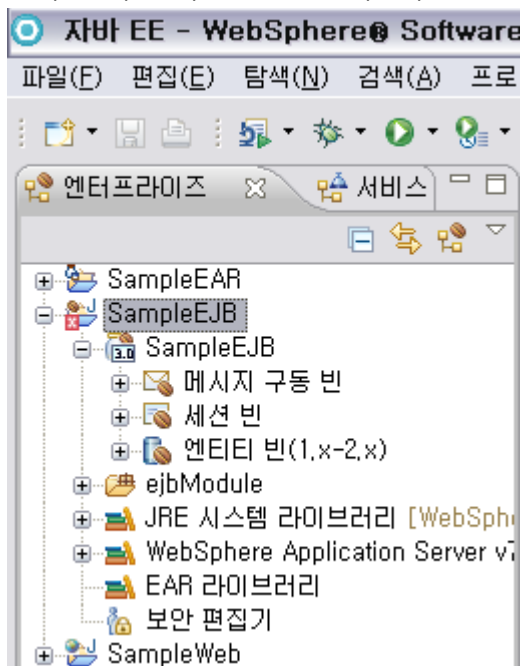 자바 EE - WebSphere® Software
파일(F) 편집(E) 탐색(N) 검색(A) 프로
엔터프라이즈 서비스
SampleEAR
SampleEJB
3.0 SampleEJB
메시지 구동 빈
세션 빈
엔티티 빈(1.x-2.x)
ejbModule
JRE 시스템 라이브러리 [WebSph
WebSphere Application Server v7
EAR 라이브러리
보안 편집기
SampleWeb